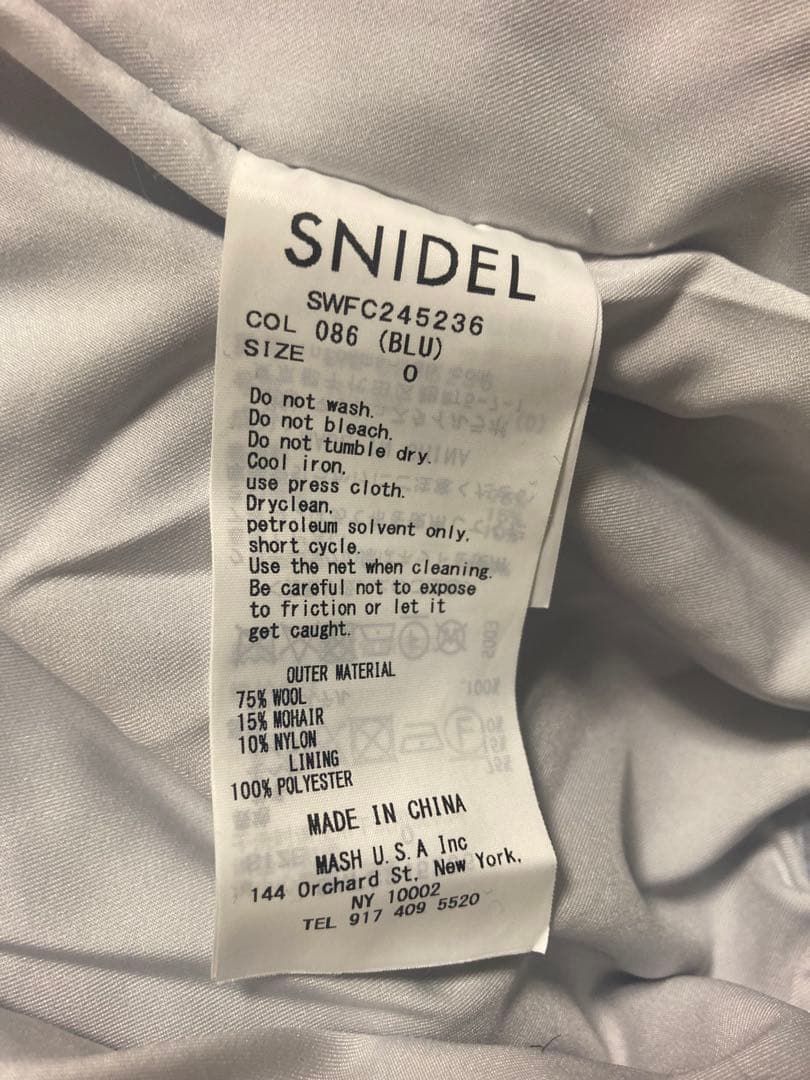 SNIDEL
SWFC245236
COL 086 (BLU)
SIZE 0
Do not wash.
Do not bleach.
Do not tumble dry.
Cool iron,
use press cloth.
Dryclean,
petroleum solvent only,
short cycle.
Use the net when cleaning.
Be careful not to expose
to friction or let it
get caught.
OUTER MATERIAL
75% WOOL
15% MOHAIR
10% NYLON
LINING
100% POLYESTER
MADE IN CHINA
MASH U.S.A Inc
144 Orchard St, New York,
NY 10002
TEL 917 409 5520